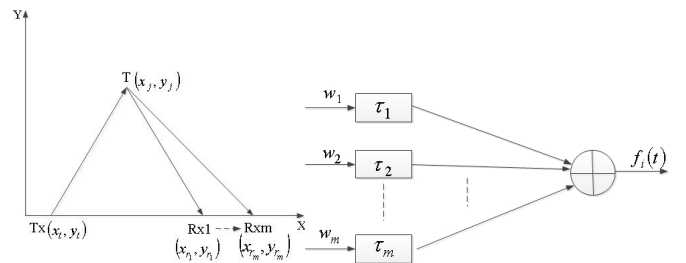 Y
T(x_j, y_j)
Tx(x_t, y_t)
Rx1
Rxm
X
(x_{r_1}, y_{r_1})
(x_{r_m}, y_{r_m})
w_1
τ_1
w_2
τ_2
w_m
τ_m
f_i(t)